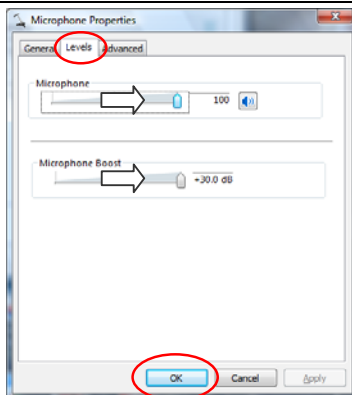 Microphone Properties
General Levels Advanced
Microphone
100
Microphone Boost
+30.0 dB
OK Cancel Apply